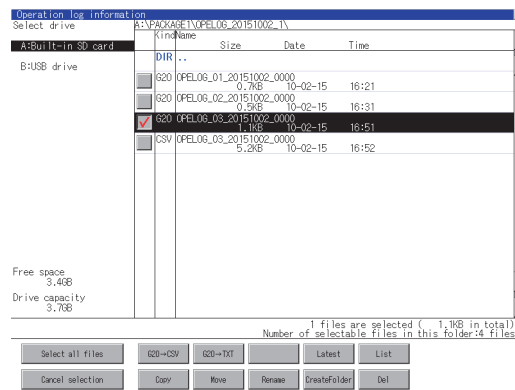 Operation log information
Select drive
A:\PACKAGE1\OPELOG_20151002_1\
Kind Name
Size Date Time
A:Built-in SD card
B:USB drive
DIR ..
G20 OPELOG_01_20151002_0000
0.7KB 10-02-15 16:21
G20 OPELOG_02_20151002_0000
0.5KB 10-02-15 16:31
G20 OPELOG_03_20151002_0000
1.1KB 10-02-15 16:51
CSV OPELOG_03_20151002_0000
5.2KB 10-02-15 16:52
Free space
3.4GB
Drive capacity
3.7GB
1 files are selected ( 1.1KB in total)
Number of selectable files in this folder:4 files
Select all files G20→CSV G20→TXT Latest List
Cancel selection Copy Move Rename CreateFolder Del